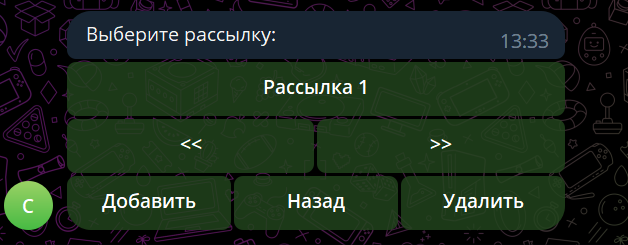 Выберите рассылку:
13:33
Рассылка 1
<< >>
С Добавить Назад Удалить